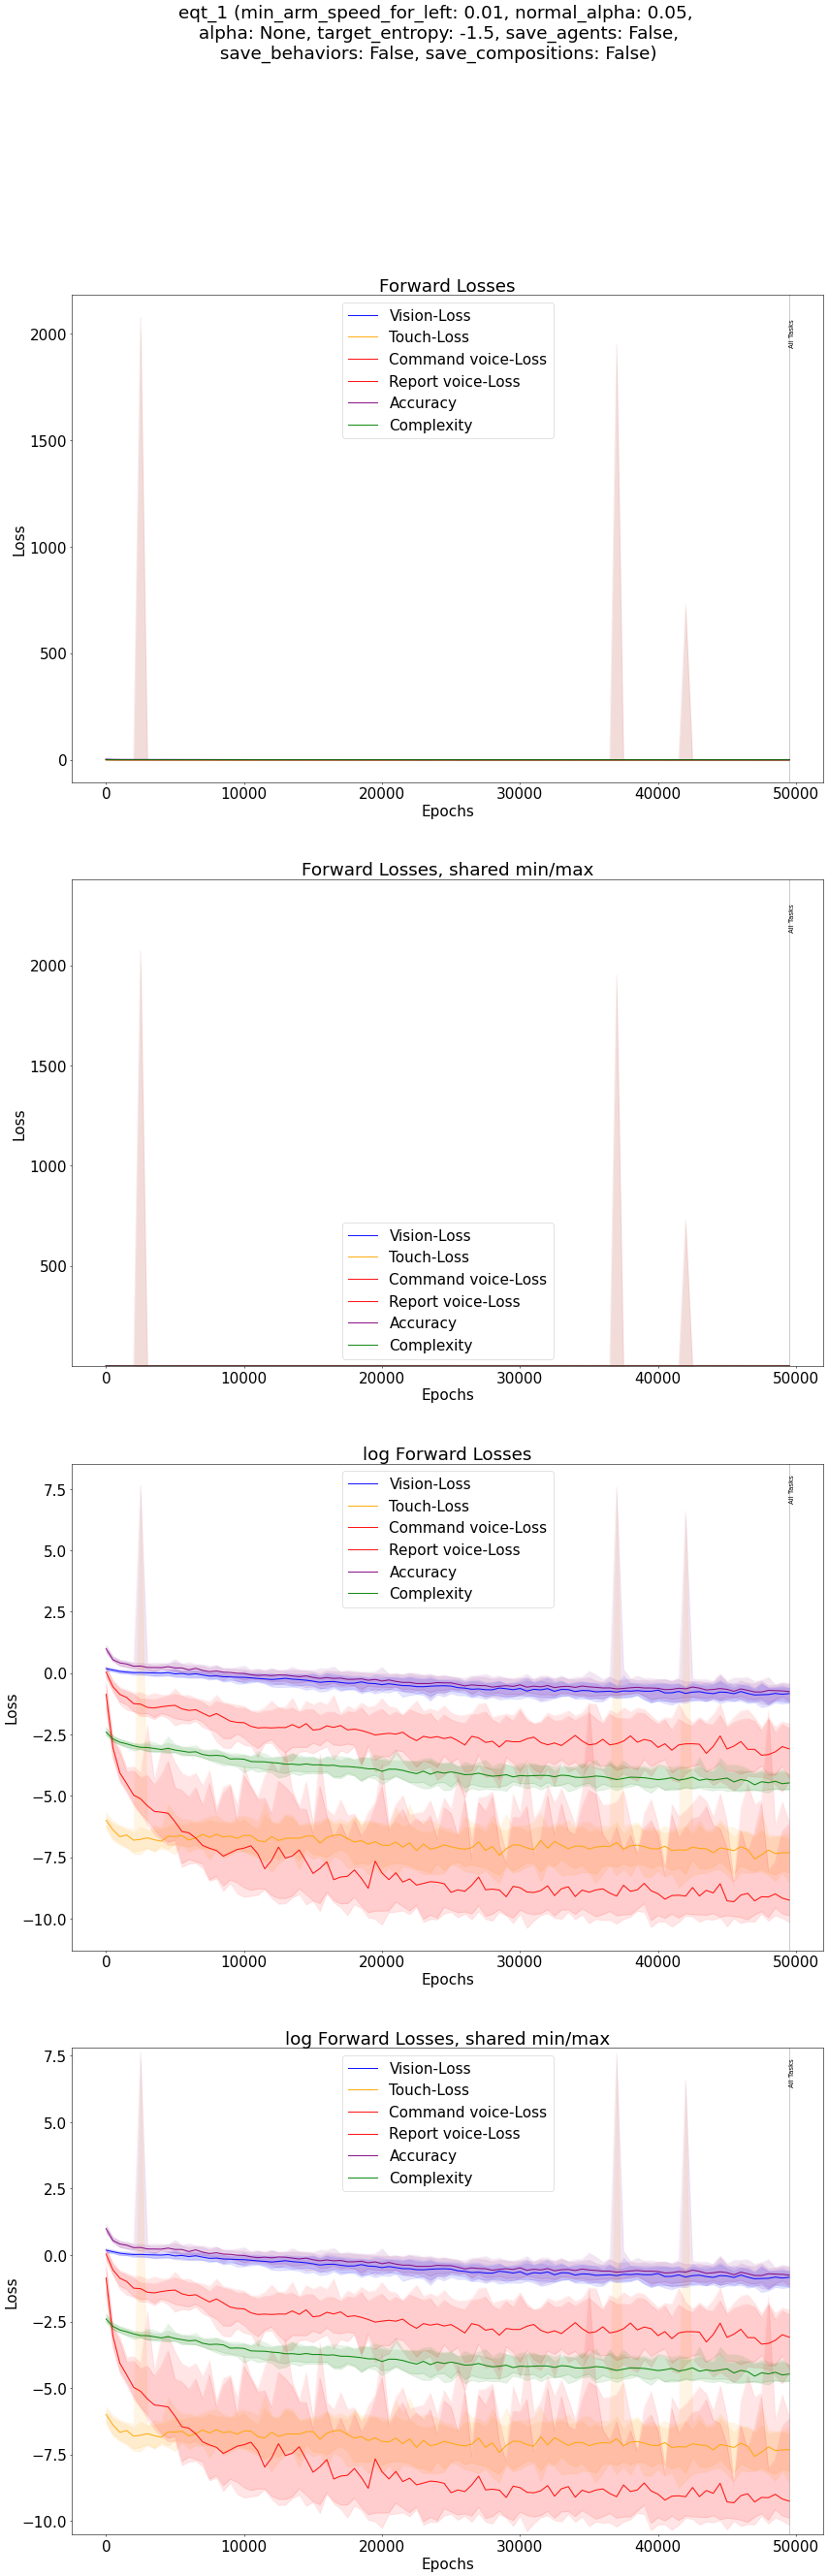 eqt_1 (min_arm_speed_for_left: 0.01, normal_alpha: 0.05,
alpha: None, target_entropy: -1.5, save_agents: False,
save_behaviors: False, save_compositions: False)
Forward Losses
Vision-Loss
Touch-Loss
Command voice-Loss
Report voice-Loss
Accuracy
Complexity
All Tasks
2000
1500
1000
500
0
Loss
0 10000 20000 30000 40000 50000
Epochs
Forward Losses, shared min/max
All Tasks
2000
1500
1000
500
Loss
Vision-Loss
Touch-Loss
Command voice-Loss
Report voice-Loss
Accuracy
Complexity
0 10000 20000 30000 40000 50000
Epochs
log Forward Losses
Vision-Loss
Touch-Loss
Command voice-Loss
Report voice-Loss
Accuracy
Complexity
All Tasks
7.5
5.0
2.5
0.0
−2.5
−5.0
−7.5
−10.0
Loss
0 10000 20000 30000 40000 50000
Epochs
log Forward Losses, shared min/max
Vision-Loss
Touch-Loss
Command voice-Loss
Report voice-Loss
Accuracy
Complexity
All Tasks
7.5
5.0
2.5
0.0
−2.5
−5.0
−7.5
−10.0
Loss
0 10000 20000 30000 40000 50000
Epochs